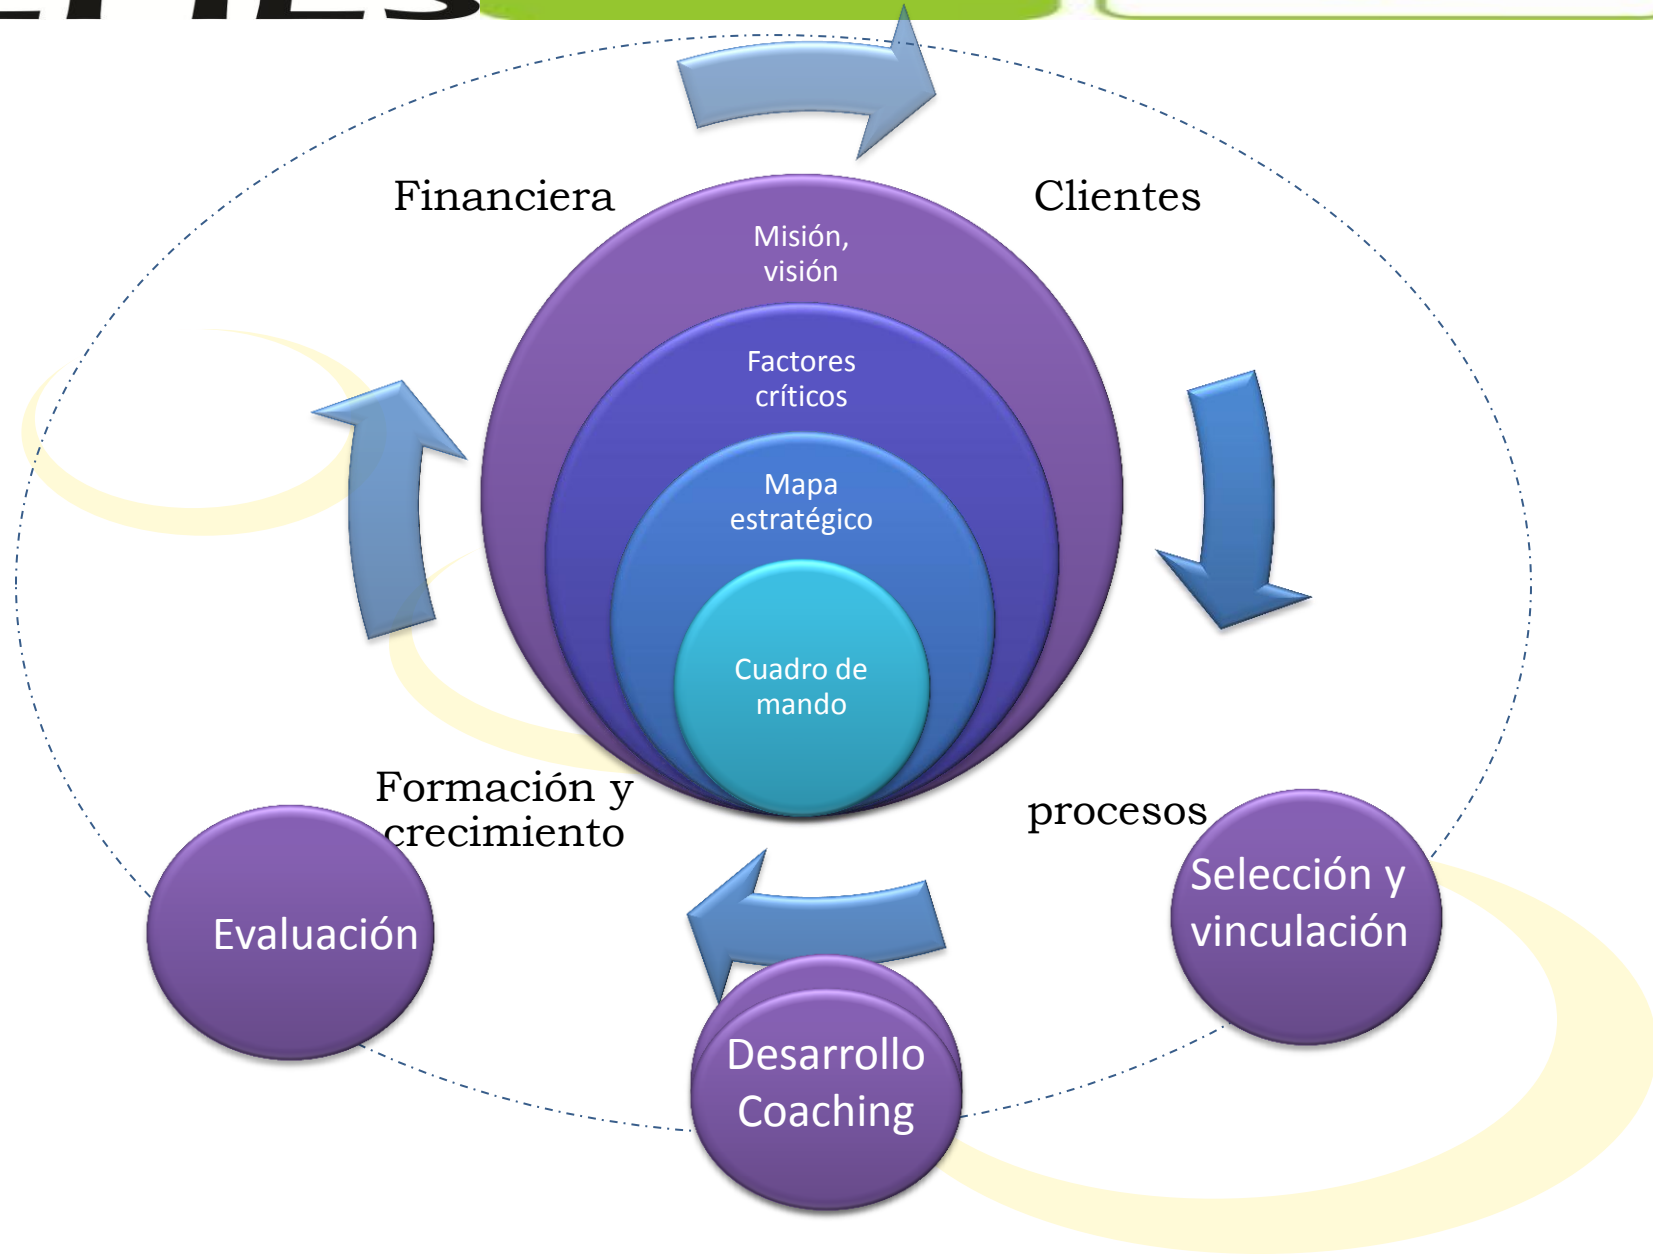 Financiera
Clientes
Misión,
visión
Factores
críticos
Mapa
estratégico
Cuadro de
mando
Formación y
crecimiento
procesos
Selección y
vinculación
Evaluación
Desarrollo
Coaching